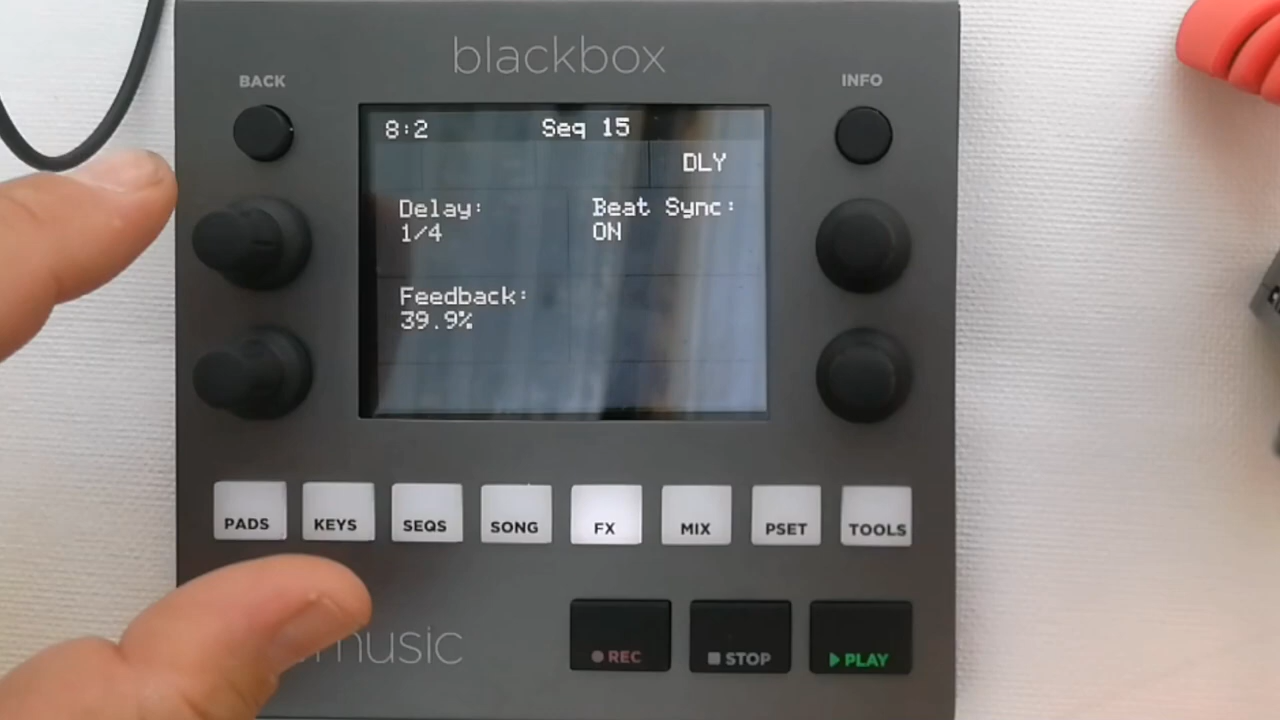 blackbox
BACK
INFO
8:2 Seq 15
DLY
Delay: Beat Sync:
1/4 ON
Feedback:
39.9%
PADS KEYS SEQS SONG FX MIX PSET TOOLS
music
REC STOP PLAY